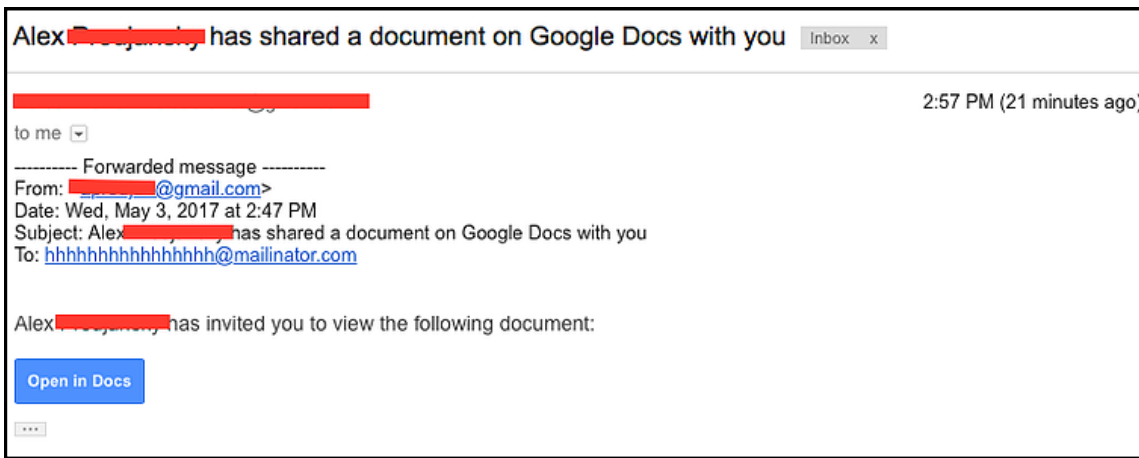 Alex has shared a document on Google Docs with you Inbox x
2:57 PM (21 minutes ago)
to me
---------- Forwarded message ----------
From: @gmail.com>
Date: Wed, May 3, 2017 at 2:47 PM
Subject: Alex has shared a document on Google Docs with you
To: hhhhhhhhhhhhhhhh@mailinator.com
Alex has invited you to view the following document:
Open in Docs
...